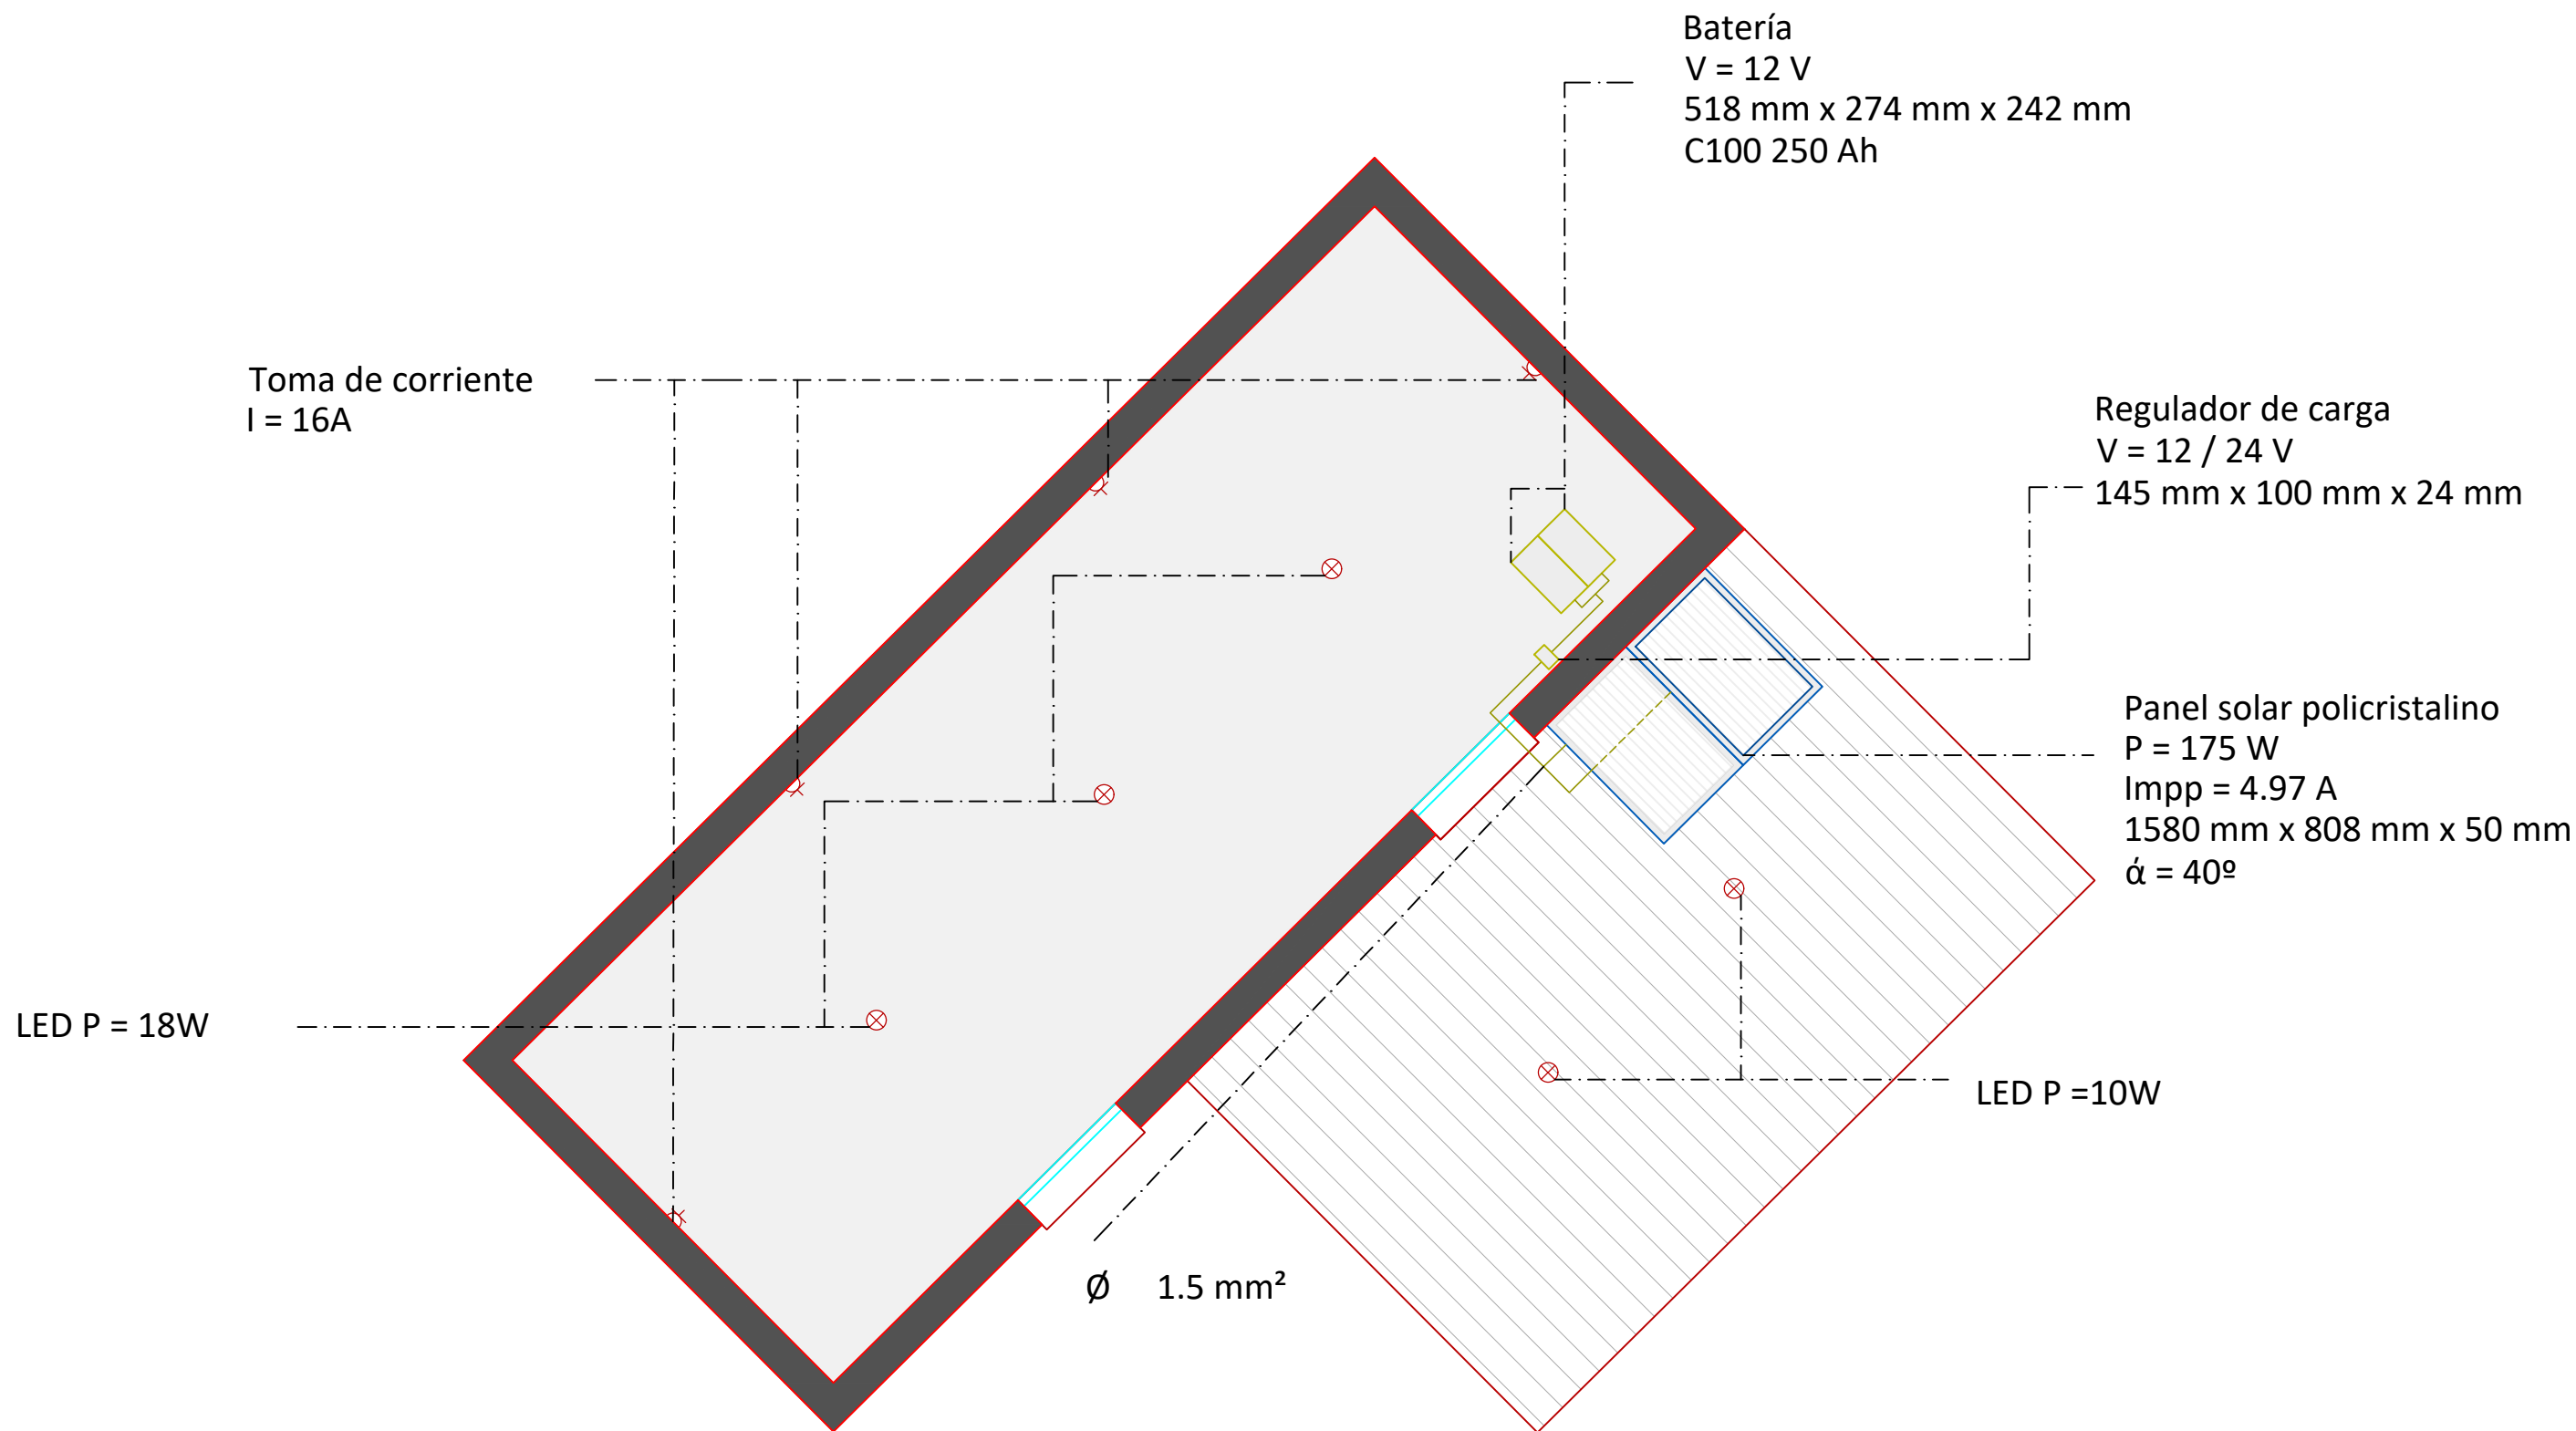 Batería
V = 12 V
518 mm x 274 mm x 242 mm
C100 250 Ah
Toma de corriente
I = 16A
Regulador de carga
V = 12 / 24 V
145 mm x 100 mm x 24 mm
Panel solar policristalino
P = 175 W
Impp = 4.97 A
1580 mm x 808 mm x 50 mm
ά = 40º
LED P = 18W
LED P =10W
Ø 1.5 mm²